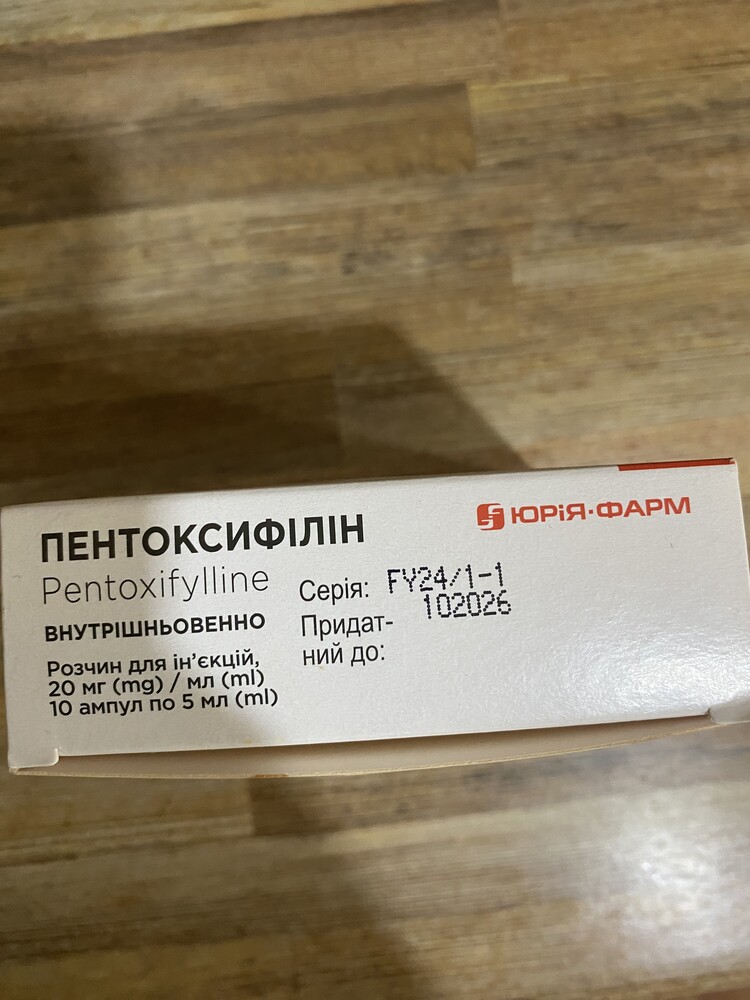 ПЕНТОКСИФІЛІН
Pentoxifylline
ВНУТРІШНЬОВЕННО
Розчин для ін’єкцій,
20 мг (mg) / мл (ml)
10 ампул по 5 мл (ml)
ЮРіЯ·ФАРМ
Серія: FY24/1-1
Придат- 102026
ний до: